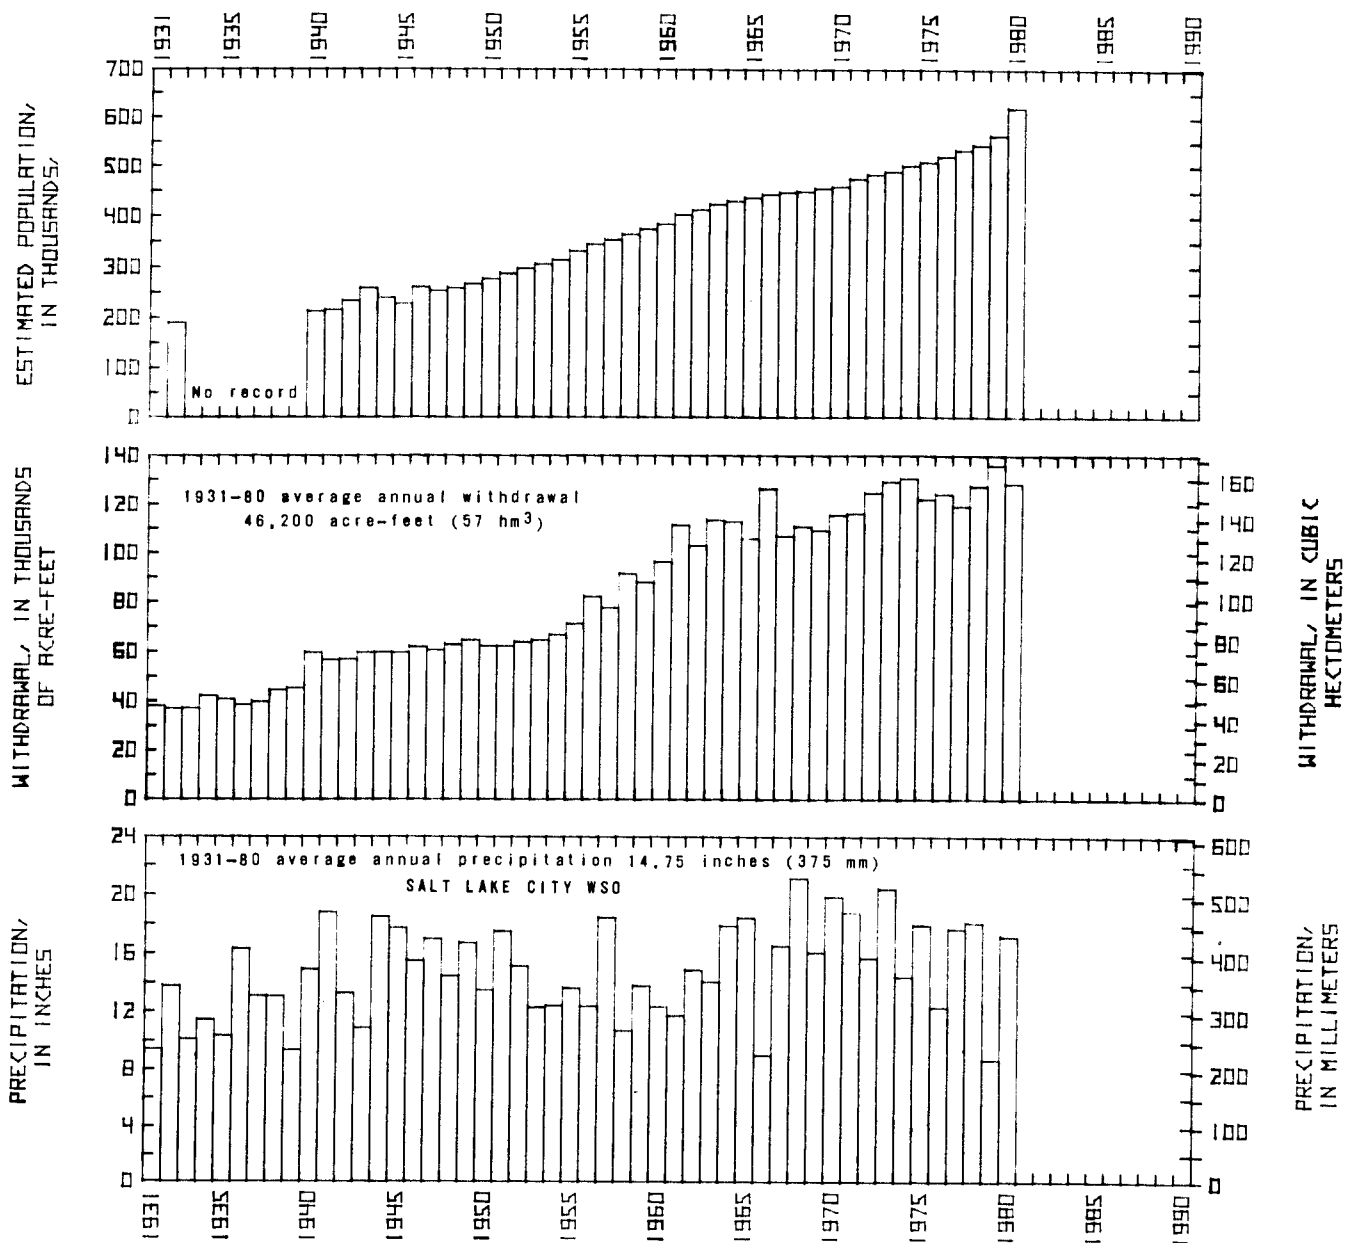 1931 1935 1940 1945 1950 1955 1960 1965 1970 1975 1980 1985 1990
ESTIMATED POPULATION,
IN THOUSANDS,
700
600
500
400
300
200
100
0
No record
WITHDRAWAL, IN THOUSANDS
OF ACRE-FEET
140
120
100
80
60
40
20
0
1931-80 average annual withdrawal
46,200 acre-feet (57 hm³)
160
140
120
100
80
60
40
20
0
WITHDRAWAL, IN CUBIC
HECTOMETERS
PRECIPITATION,
IN INCHES
24
20
16
12
8
4
0
1931-80 average annual precipitation 14.75 inches (375 mm)
SALT LAKE CITY WSO
600
500
400
300
200
100
0
PRECIPITATION,
IN MILLIMETERS
1931 1935 1940 1945 1950 1955 1960 1965 1970 1975 1980 1985 1990